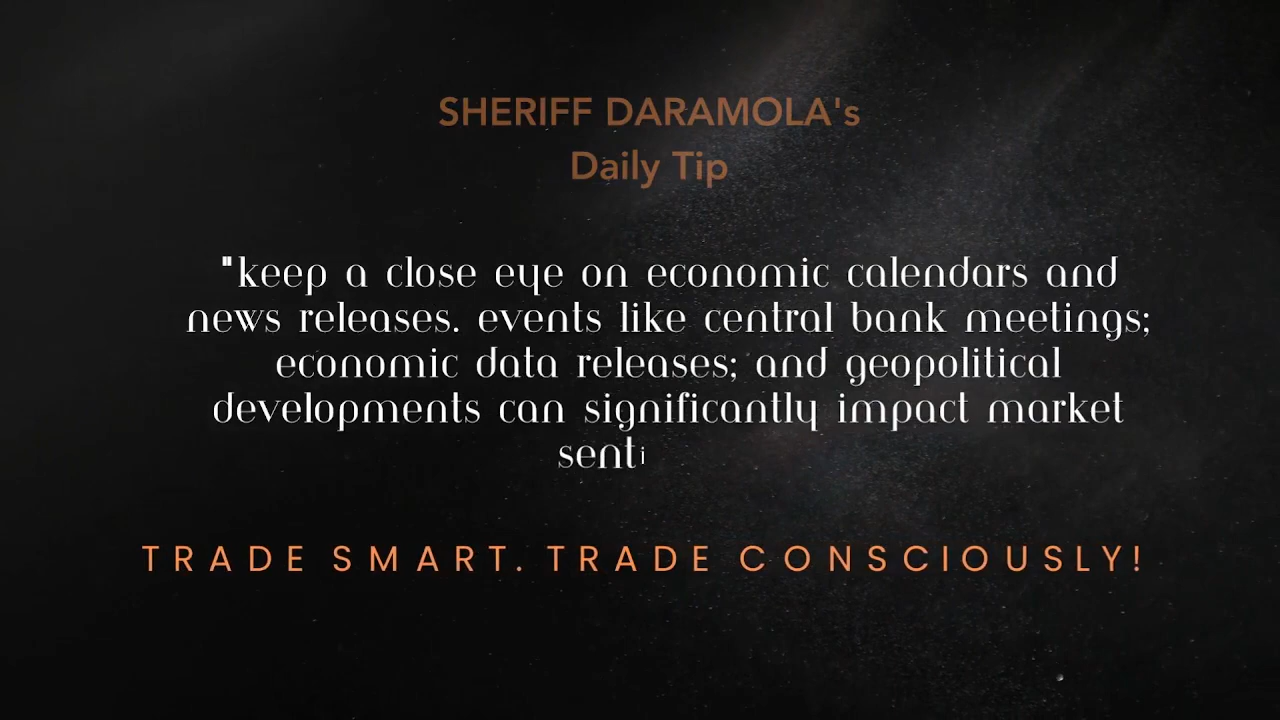 SHERIFF DARAMOLA's
Daily Tip
"keep a close eye on economic calendars and
news releases. events like central bank meetings;
economic data releases; and geopolitical
developments can significantly impact market
senti
TRADE SMART. TRADE CONSCIOUSLY!